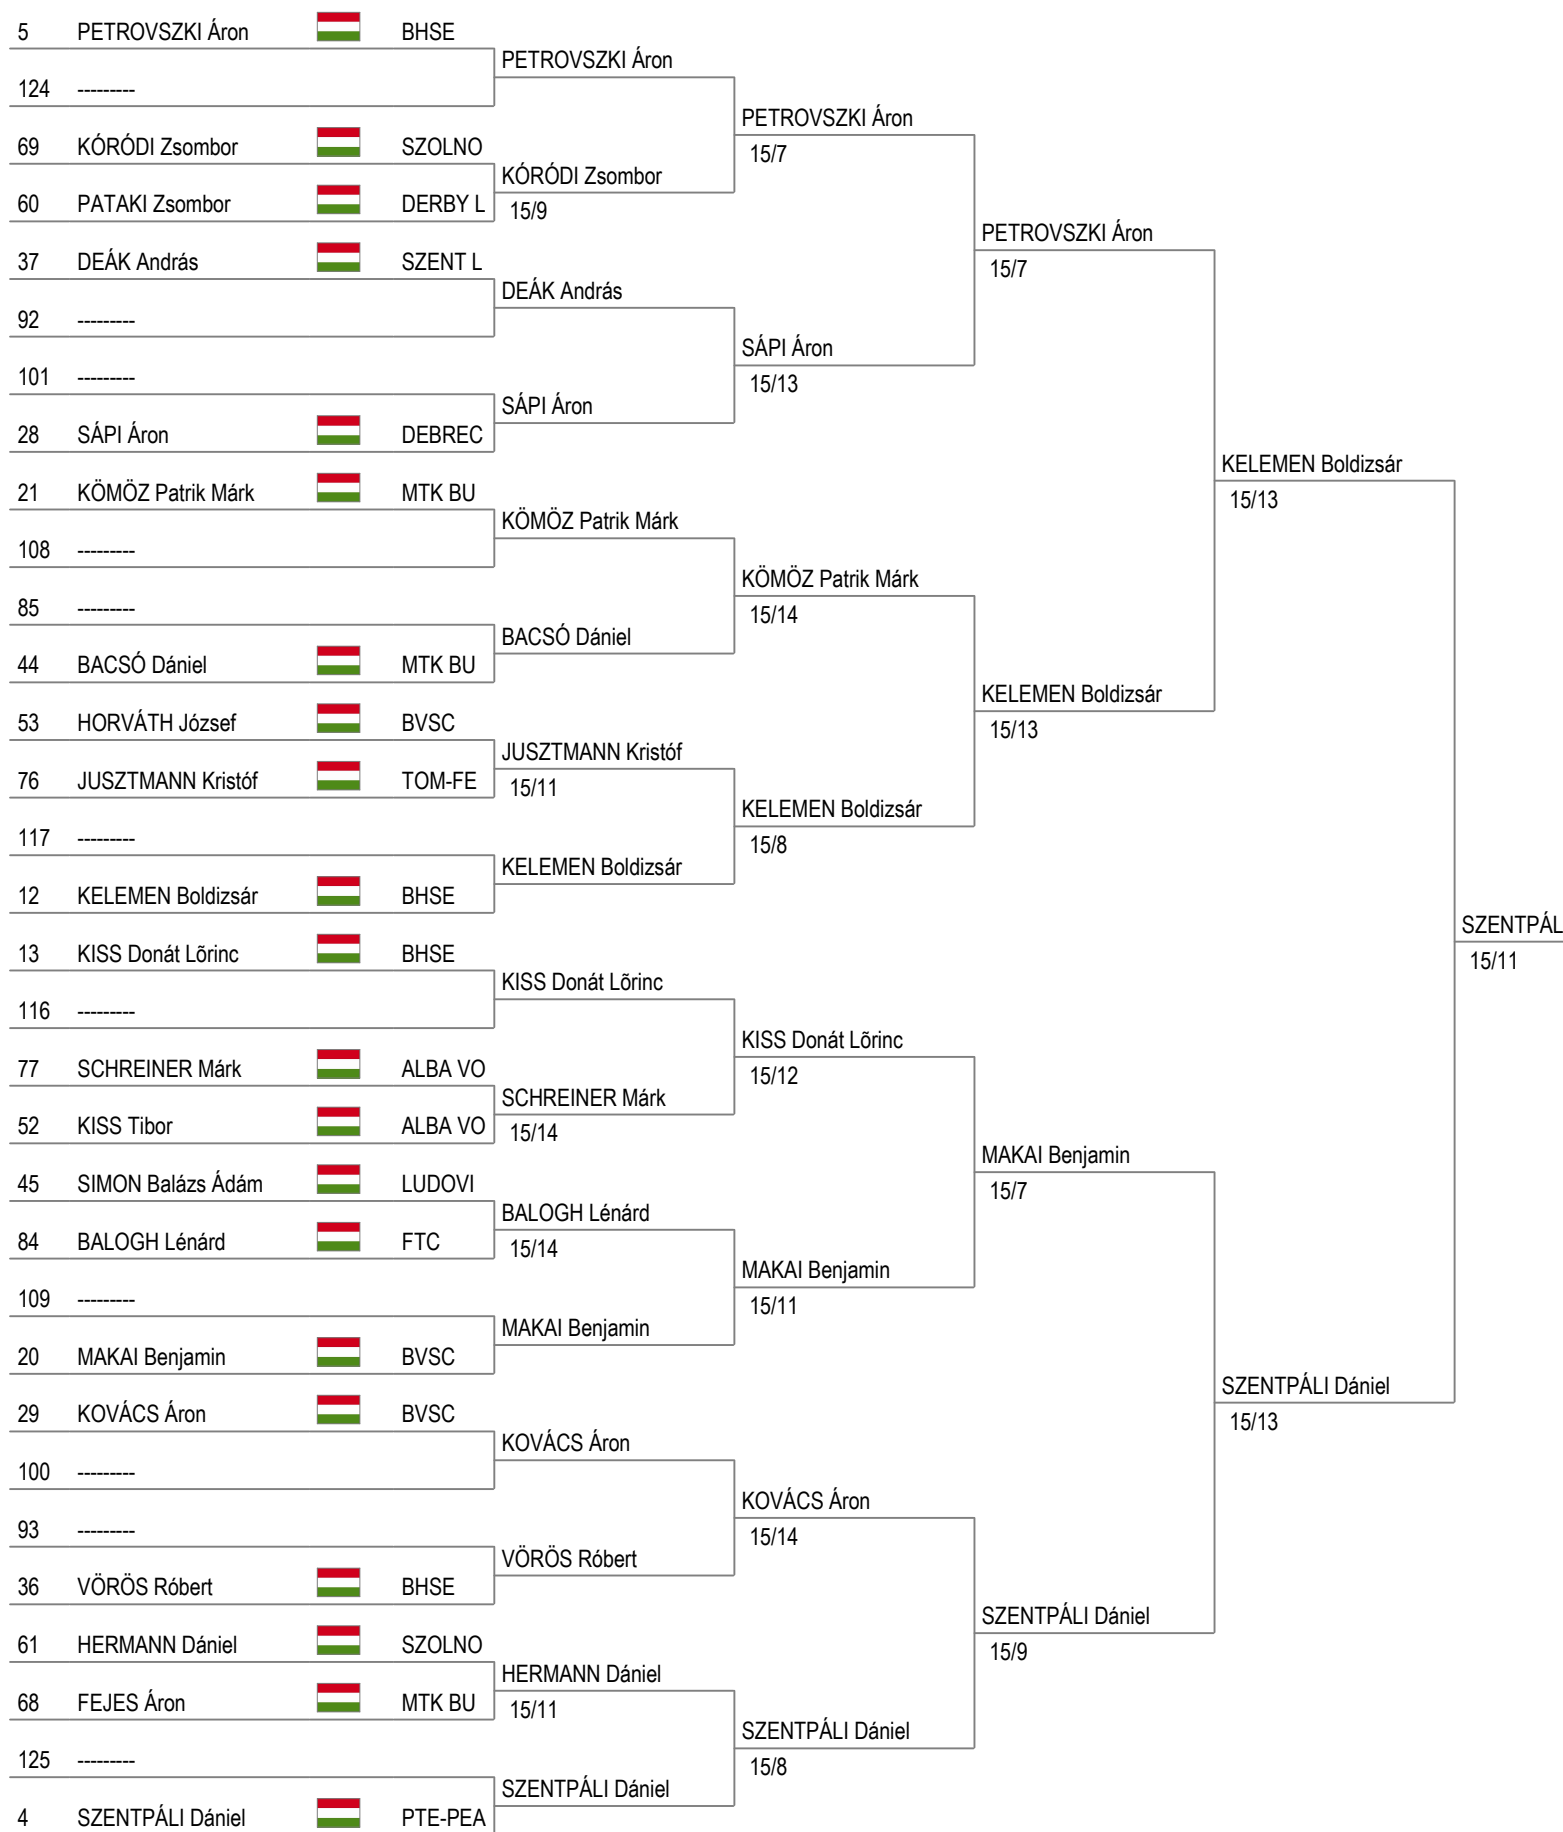 5 PETROVSZKI Áron BHSE
124 ---------
69 KÓRÓDI Zsombor SZOLNO
60 PATAKI Zsombor DERBY L
37 DEÁK András SZENT L
92 ---------
101 ---------
28 SÁPI Áron DEBREC
21 KÖMÖZ Patrik Márk MTK BU
108 ---------
85 ---------
44 BACSÓ Dániel MTK BU
53 HORVÁTH József BVSC
76 JUSZTMANN Kristóf TOM-FE
117 ---------
12 KELEMEN Boldizsár BHSE
13 KISS Donát Lõrinc BHSE
116 ---------
77 SCHREINER Márk ALBA VO
52 KISS Tibor ALBA VO
45 SIMON Balázs Ádám LUDOVI
84 BALOGH Lénárd FTC
109 ---------
20 MAKAI Benjamin BVSC
29 KOVÁCS Áron BVSC
100 ---------
93 ---------
36 VÖRÖS Róbert BHSE
61 HERMANN Dániel SZOLNO
68 FEJES Áron MTK BU
125 ---------
4 SZENTPÁLI Dániel PTE-PEA
PETROVSZKI Áron
KÓRÓDI Zsombor
15/9
DEÁK András
SÁPI Áron
KÖMÖZ Patrik Márk
BACSÓ Dániel
JUSZTMANN Kristóf
15/11
KELEMEN Boldizsár
KISS Donát Lõrinc
SCHREINER Márk
15/14
BALOGH Lénárd
15/14
MAKAI Benjamin
KOVÁCS Áron
VÖRÖS Róbert
HERMANN Dániel
15/11
SZENTPÁLI Dániel
PETROVSZKI Áron
15/7
SÁPI Áron
15/13
KÖMÖZ Patrik Márk
15/14
KELEMEN Boldizsár
15/8
KISS Donát Lõrinc
15/12
MAKAI Benjamin
15/11
KOVÁCS Áron
15/14
SZENTPÁLI Dániel
15/8
PETROVSZKI Áron
15/7
KELEMEN Boldizsár
15/13
MAKAI Benjamin
15/7
SZENTPÁLI Dániel
15/9
KELEMEN Boldizsár
15/13
SZENTPÁLI Dániel
15/13
SZENTPÁL
15/11